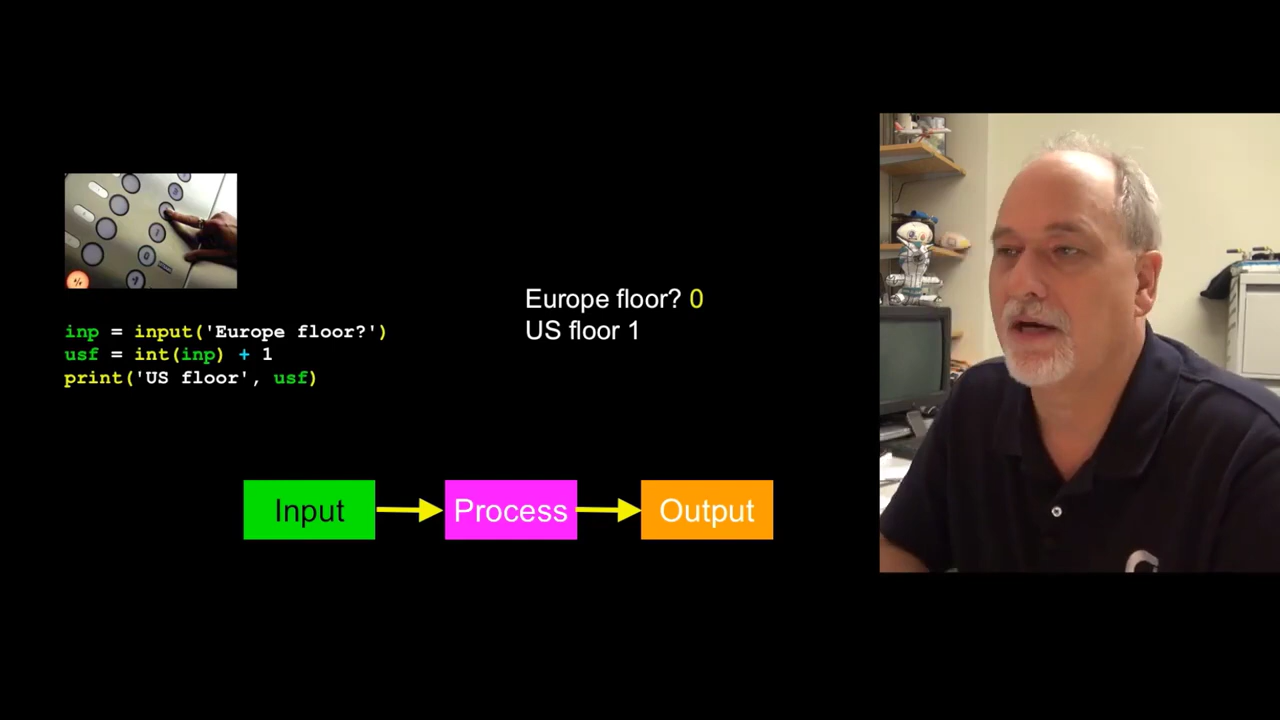 inp = input('Europe floor?')
usf = int(inp) + 1
print('US floor', usf)
Europe floor? 0
US floor 1
Input
Process
Output